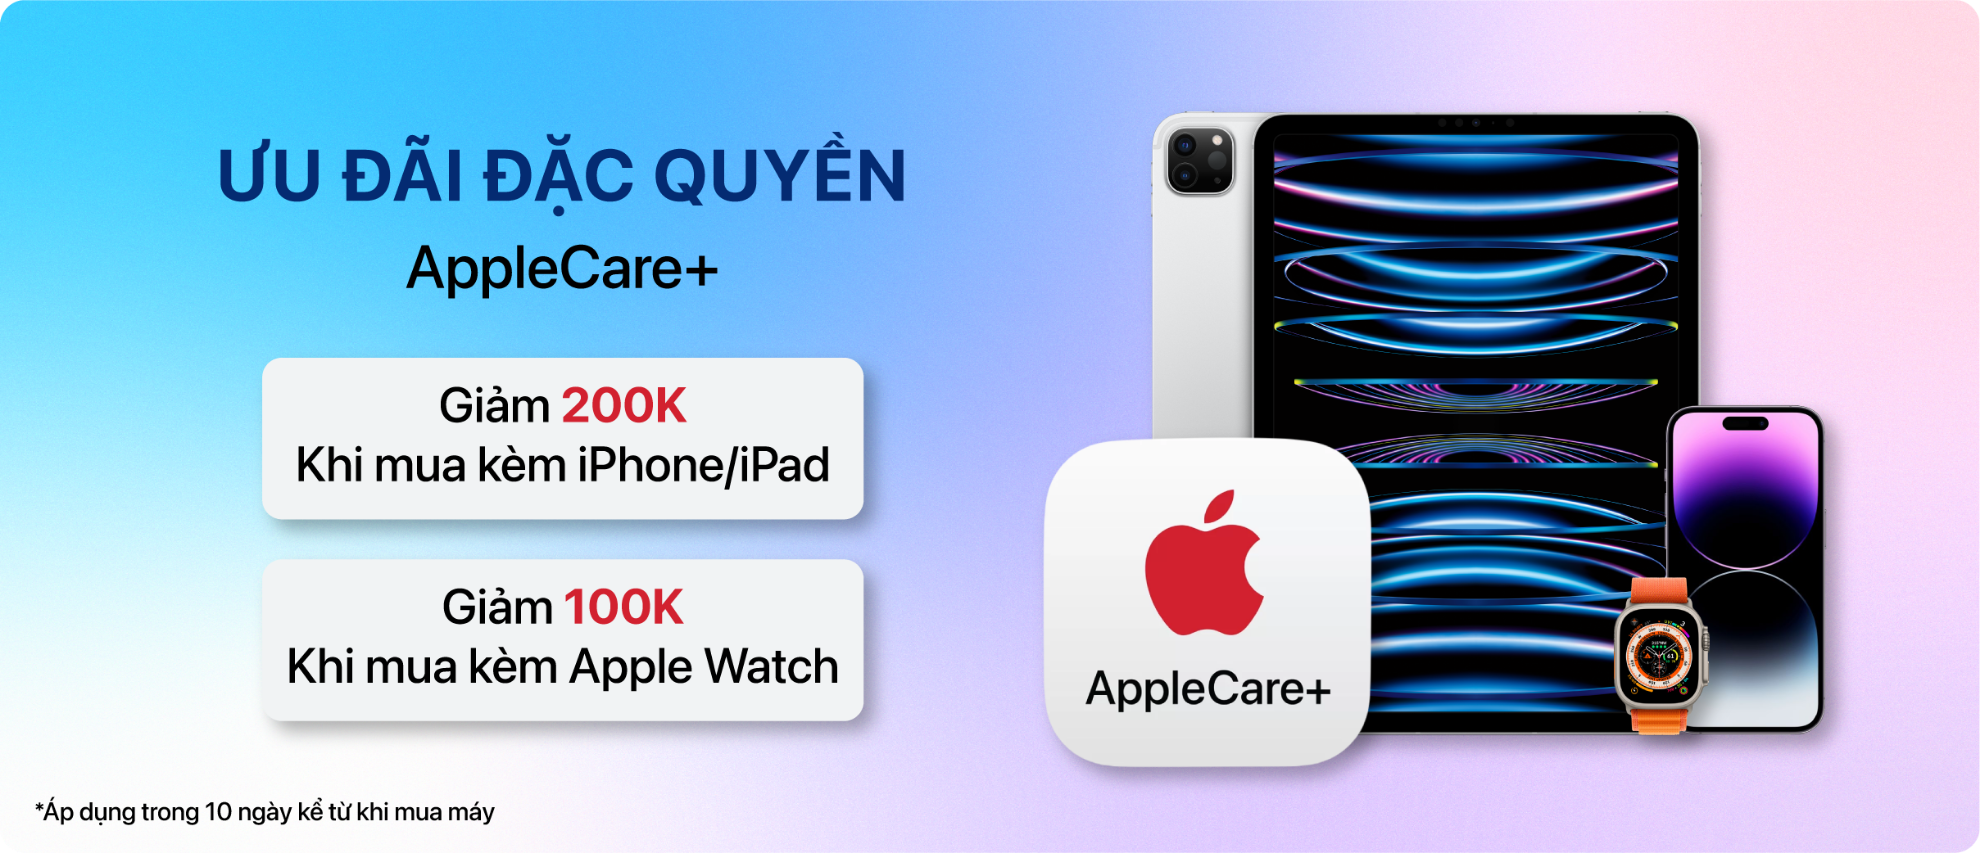 ƯU ĐÃI ĐẶC QUYỀN
AppleCare+
Giảm 200K
Khi mua kèm iPhone/iPad
Giảm 100K
Khi mua kèm Apple Watch
AppleCare+
*Áp dụng trong 10 ngày kể từ khi mua máy